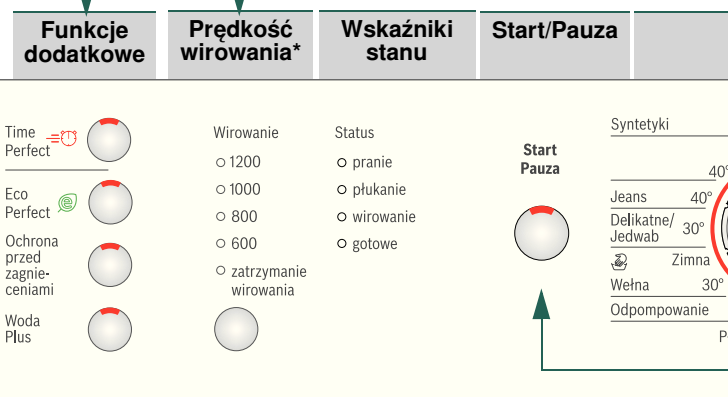 Funkcje
dodatkowe
Prędkość
wirowania*
Wskaźniki
stanu
Start/Pauza
Time
Perfect
Eco
Perfect
Ochrona
przed
zagnie-
ceniami
Woda
Plus
Wirowanie
1200
1000
800
600
zatrzymanie
wirowania
Status
pranie
płukanie
wirowanie
gotowe
Start
Pauza
Syntetyki
40°
Jeans 40°
Delikatne/
Jedwab 30°
Zimna
Wełna 30°
Odpompowanie